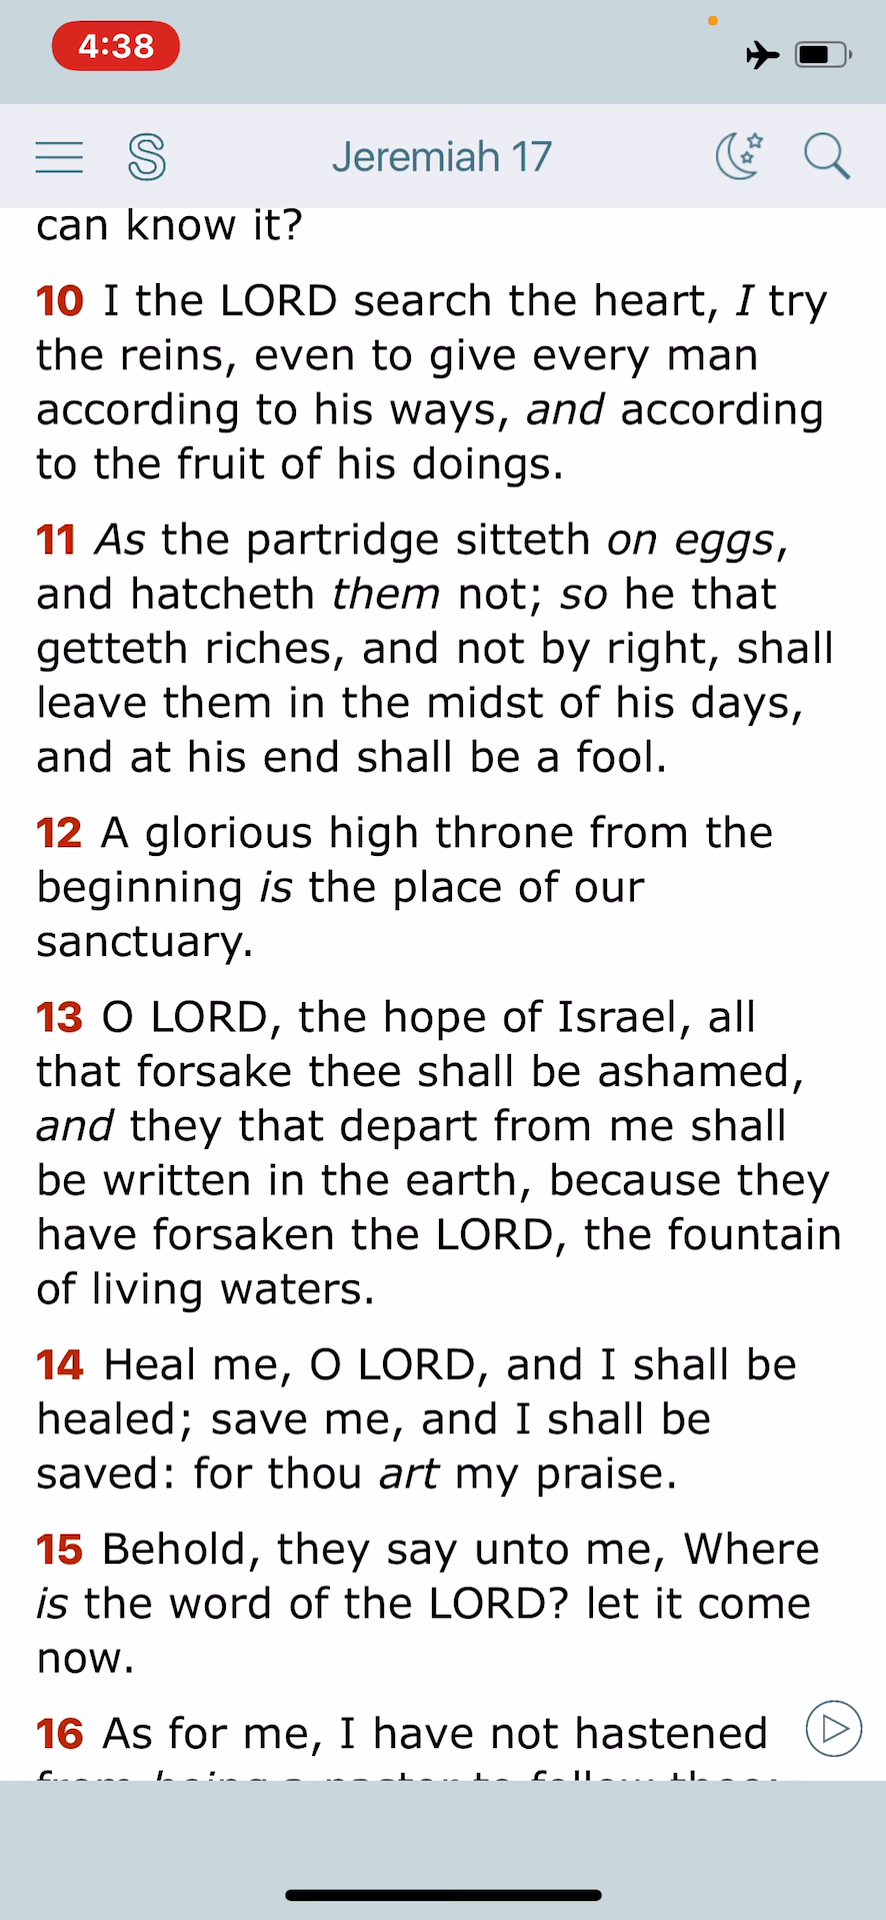 4:38
S
Jeremiah 17
can know it?
10 I the LORD search the heart, I try
the reins, even to give every man
according to his ways, and according
to the fruit of his doings.
11 As the partridge sitteth on eggs,
and hatcheth them not; so he that
getteth riches, and not by right, shall
leave them in the midst of his days,
and at his end shall be a fool.
12 A glorious high throne from the
beginning is the place of our
sanctuary.
13 O LORD, the hope of Israel, all
that forsake thee shall be ashamed,
and they that depart from me shall
be written in the earth, because they
have forsaken the LORD, the fountain
of living waters.
14 Heal me, O LORD, and I shall be
healed; save me, and I shall be
saved: for thou art my praise.
15 Behold, they say unto me, Where
is the word of the LORD? let it come
now.
16 As for me, I have not hastened
from being a pastor to follow thee: